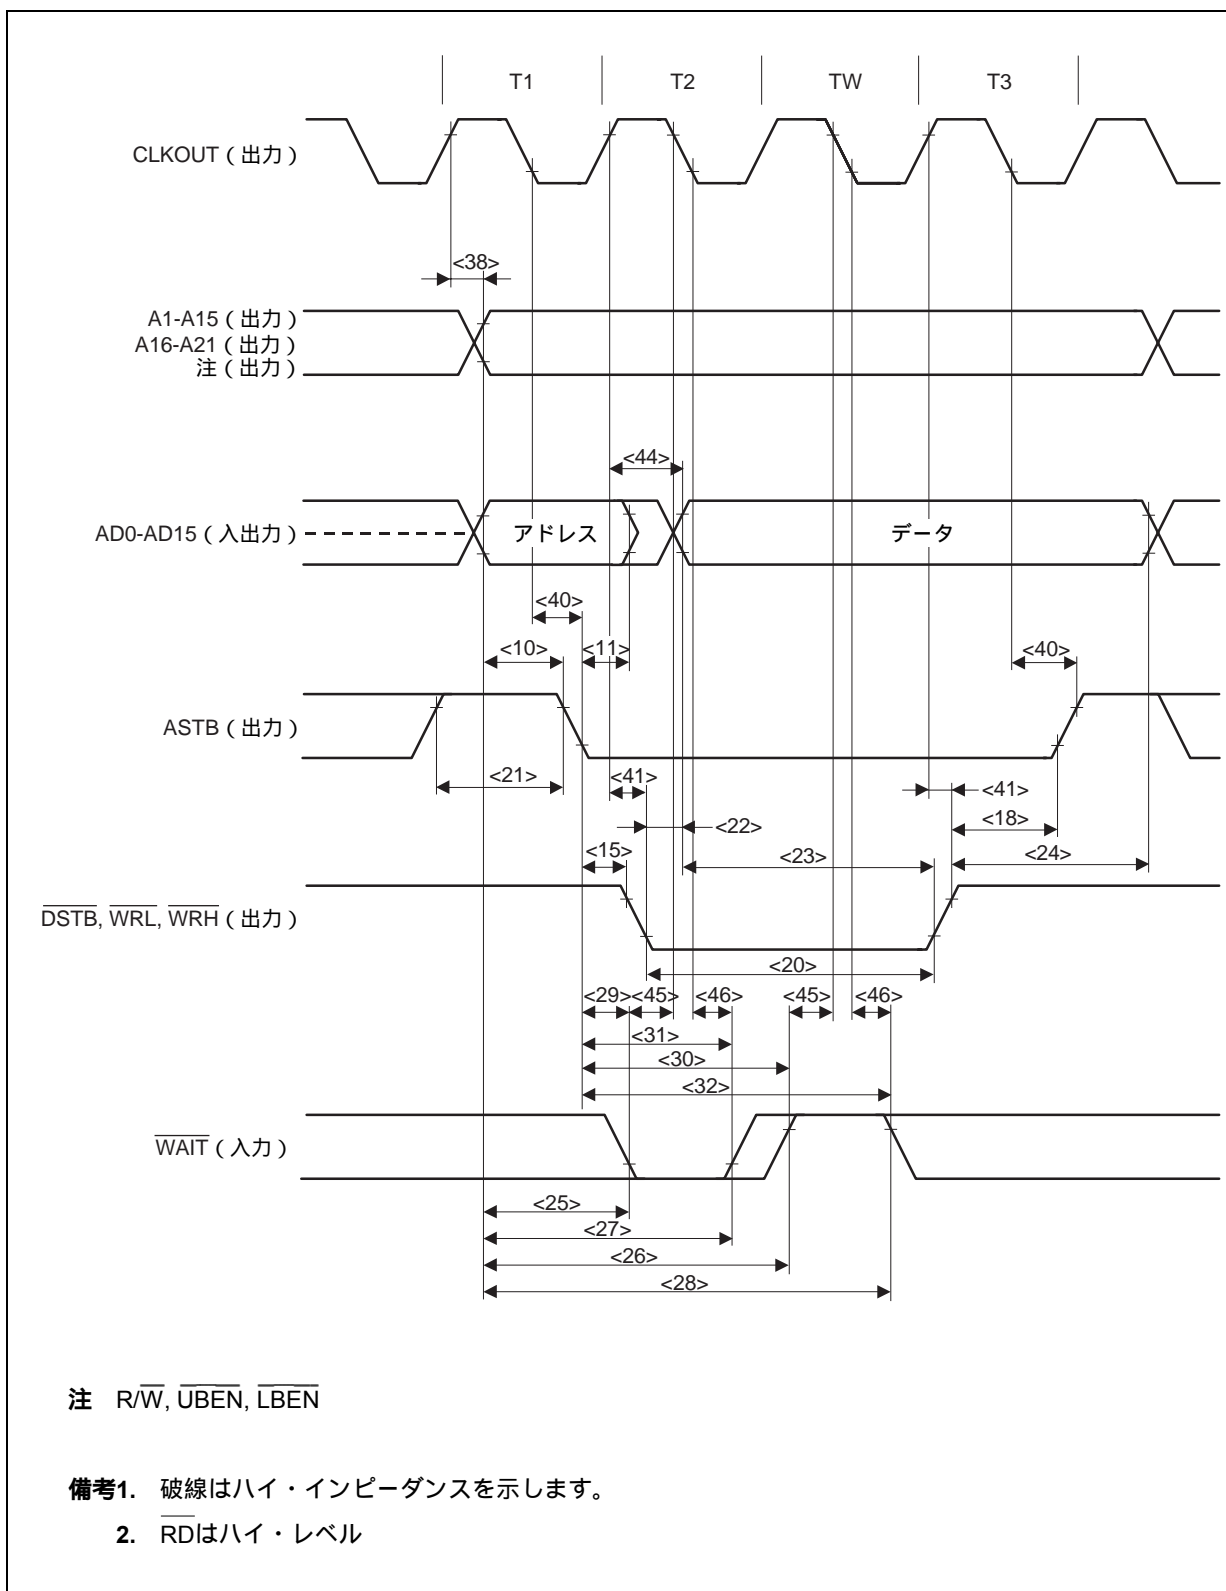 T1 T2 TW T3
CLKOUT（出力）
<38>
A1-A15（出力）
A16-A21（出力）
注（出力）
<44>
AD0-AD15（入出力） アドレス データ
<40>
<10> <11> <40>
ASTB（出力）
<21> <41> <41>
<22> <18>
<15> <23> <24>
DSTB, WRL, WRH（出力）
<20>
<29> <45> <46> <45> <46>
<31>
<30>
<32>
WAIT（入力）
<25>
<27>
<26>
<28>
注 R/W, UBEN, LBEN
備考1. 破線はハイ・インピーダンスを示します。
2. RDはハイ・レベル